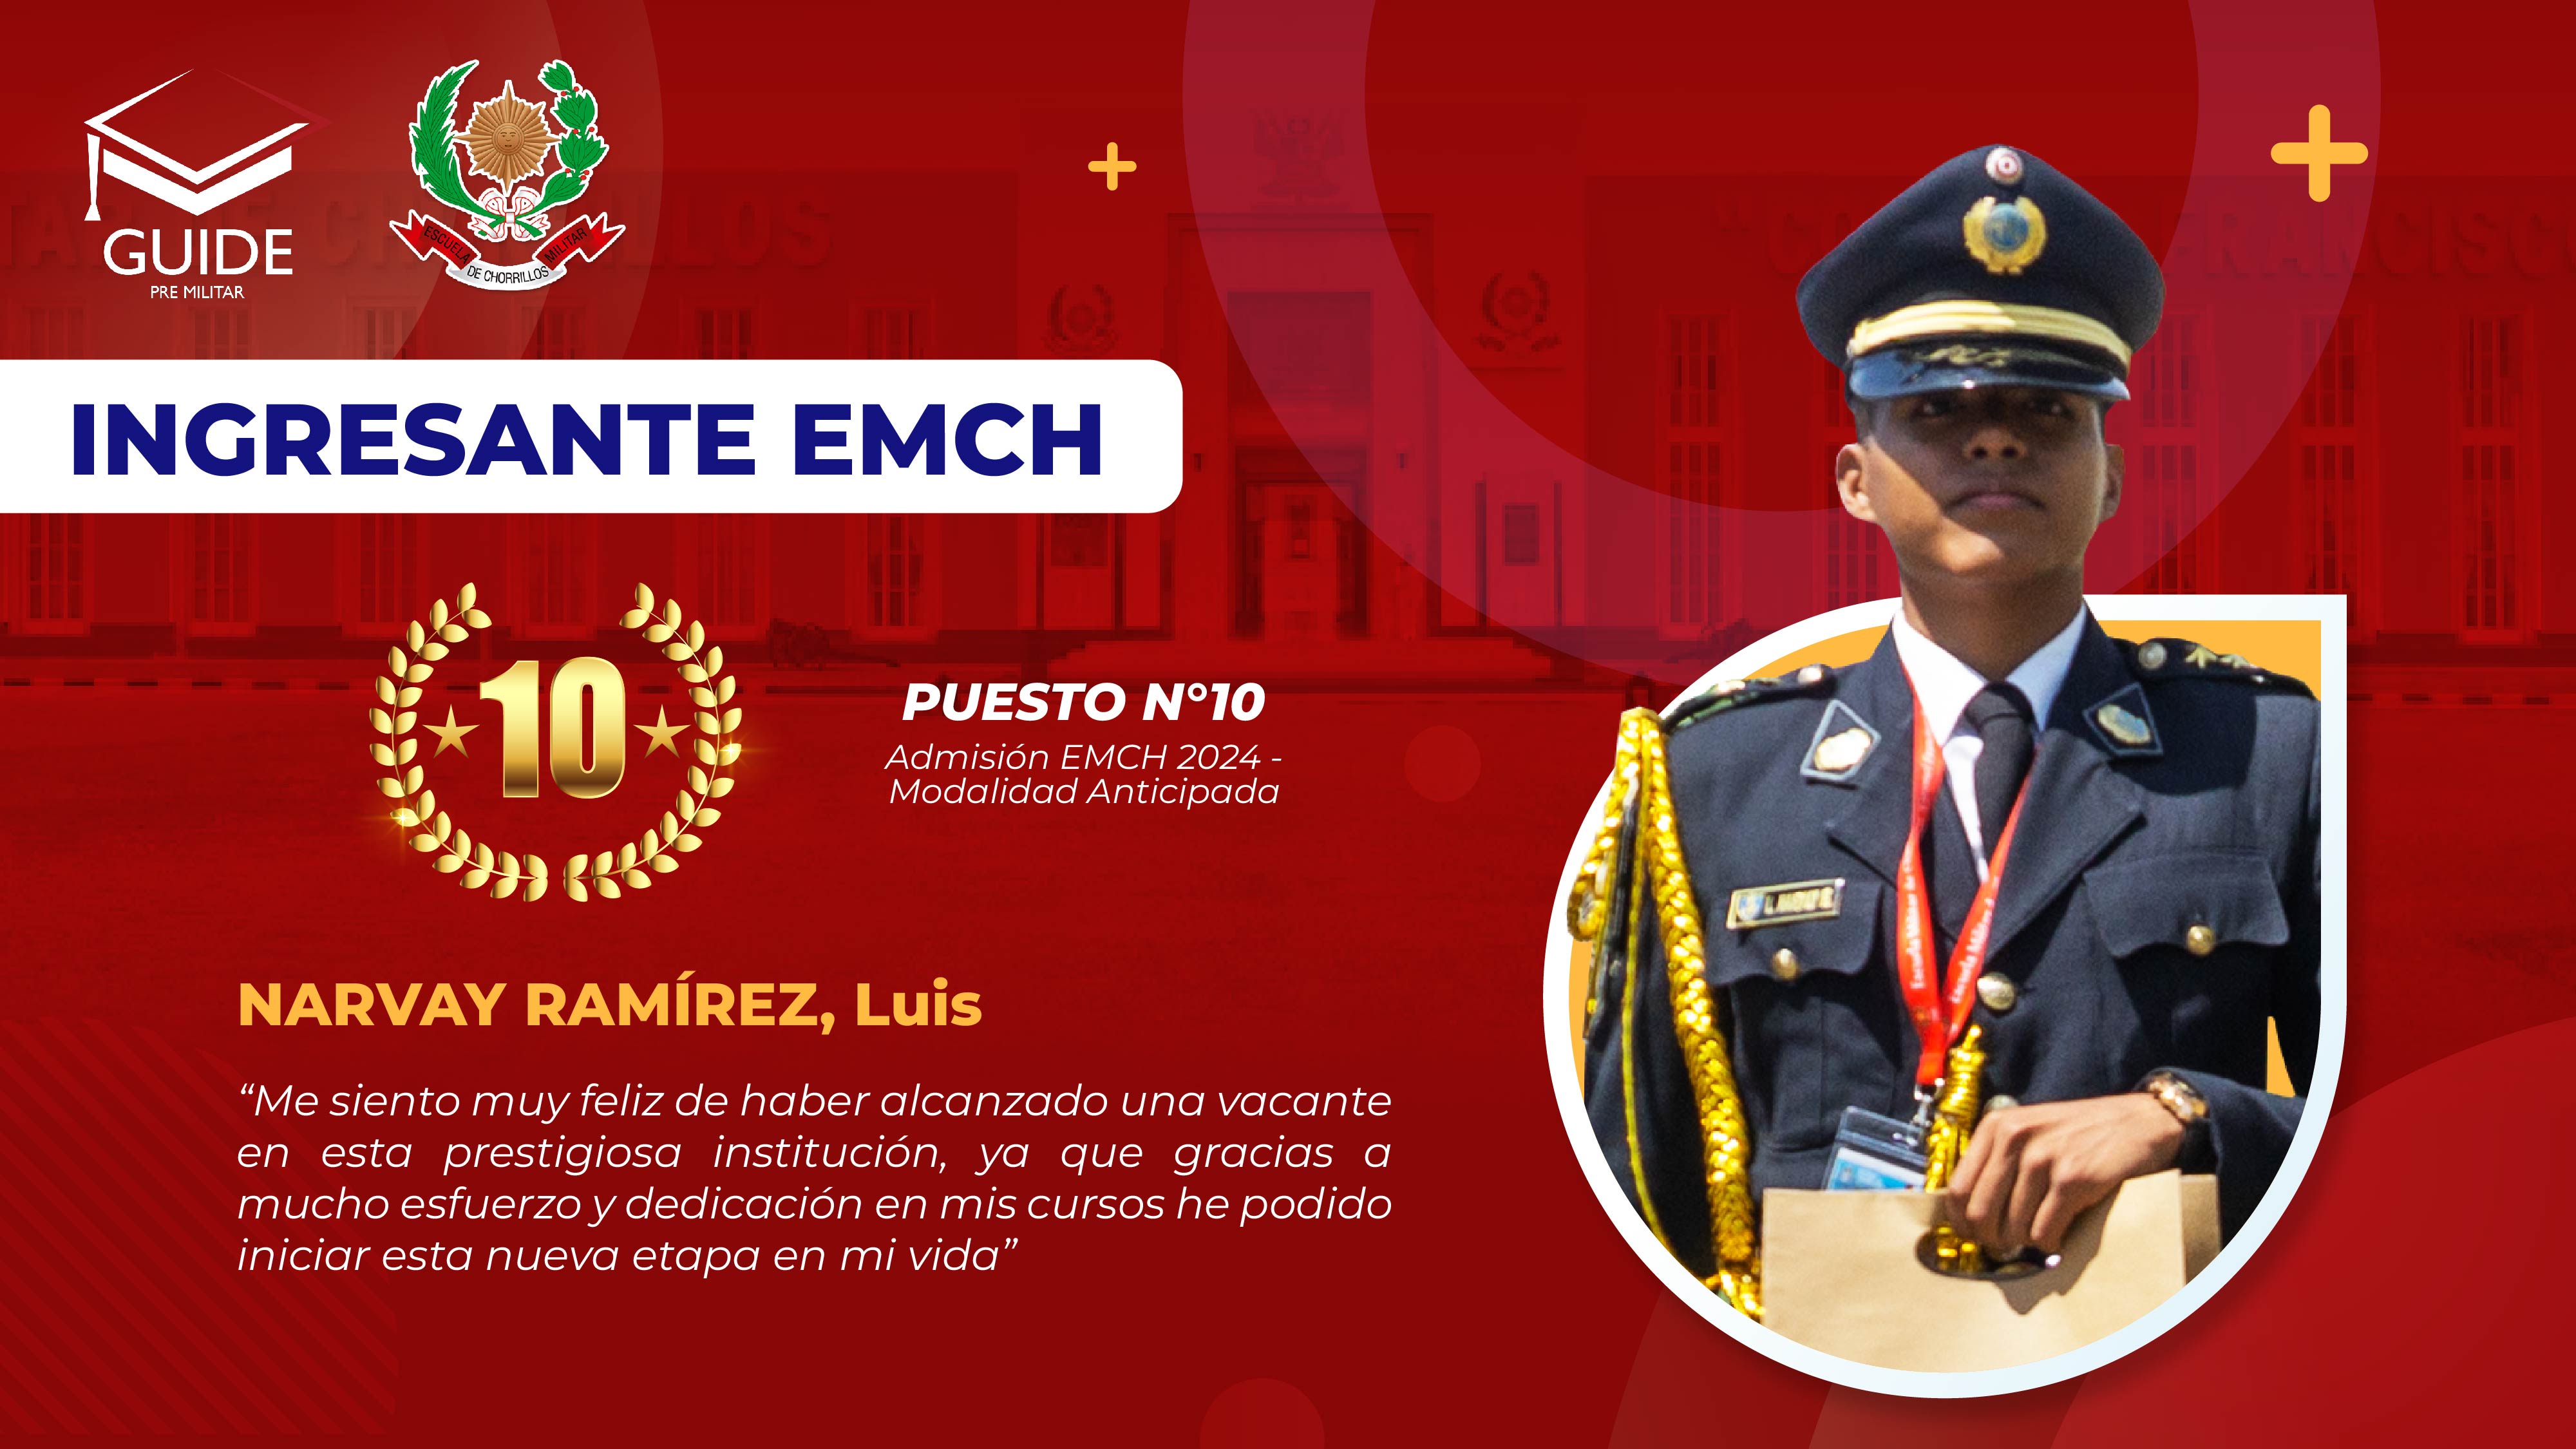 GUIDE
PRE MILITAR
ESCUELA MILITAR
DE CHORRILLOS
INGRESANTE EMCH
10
PUESTO N°10
Admisión EMCH 2024 -
Modalidad Anticipada
NARVAY RAMÍREZ, Luis
“Me siento muy feliz de haber alcanzado una vacante
en esta prestigiosa institución, ya que gracias a
mucho esfuerzo y dedicación en mis cursos he podido
iniciar esta nueva etapa en mi vida”